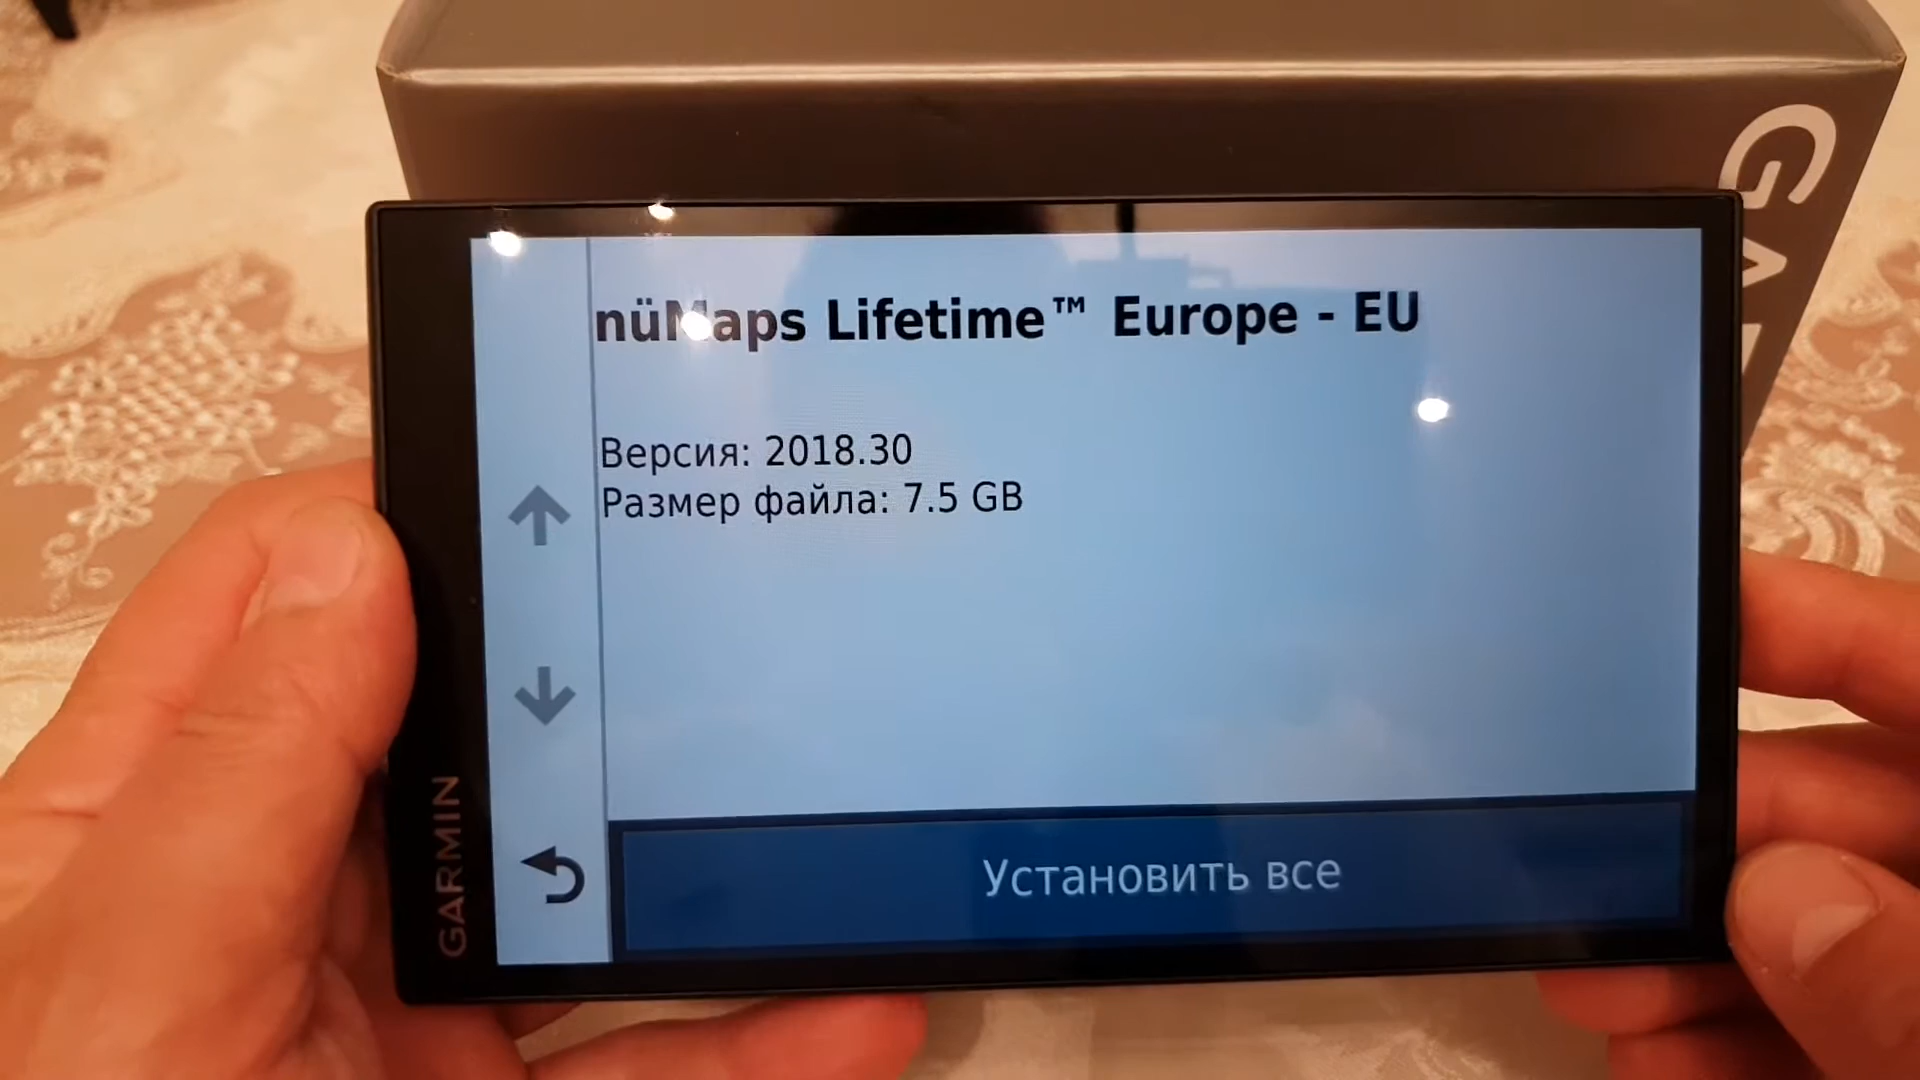 GARMIN
nüMaps Lifetime™ Europe - EU
Версия: 2018.30
Размер файла: 7.5 GB
Установить все